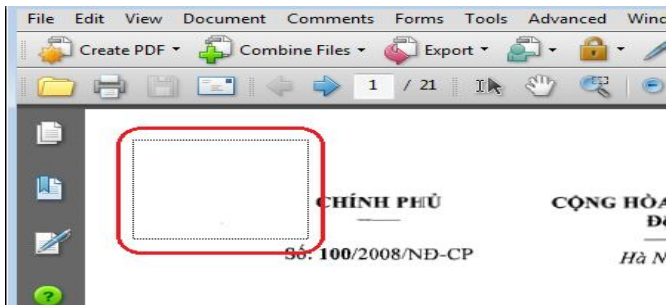 File Edit View Document Comments Forms Tools Advanced
Create PDF Combine Files Export
1 / 21
CHÍNH PHỦ
CỘNG HÒA
Số: 100/2008/NĐ-CP
Hà N